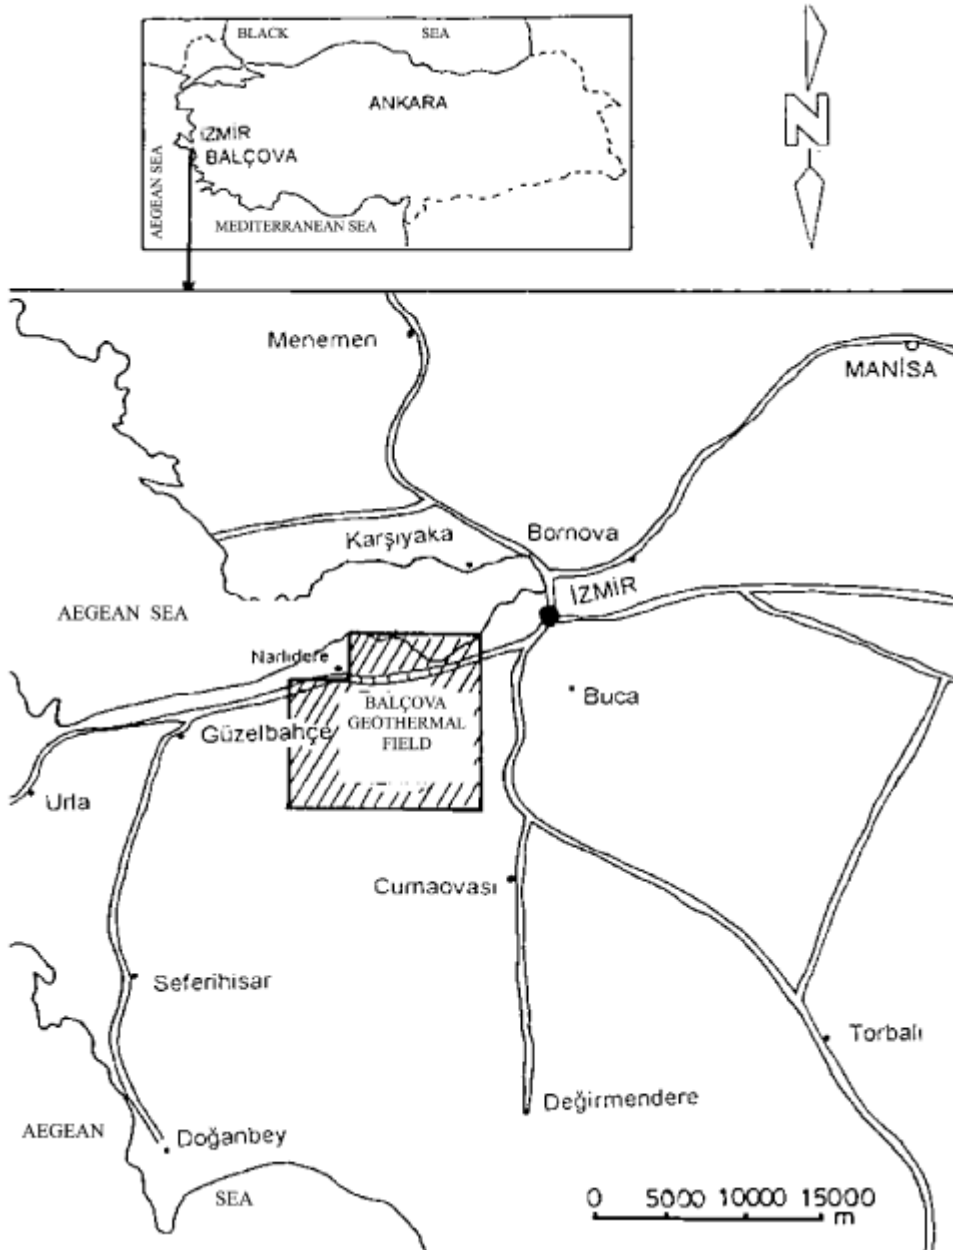 BLACK SEA
ANKARA
İZMİR
BALÇOVA
AEGEAN SEA
MEDITERRANEAN SEA
N
Menemen
MANİSA
Karşıyaka
Bornova
İZMİR
AEGEAN SEA
Narlıdere
BALÇOVA
GEOTHERMAL
FIELD
Buca
Güzelbahçe
Urla
Cumaovası
Seferihisar
Torbalı
Değirmendere
AEGEAN
Doğanbey
SEA
0 5000 10000 15000
m